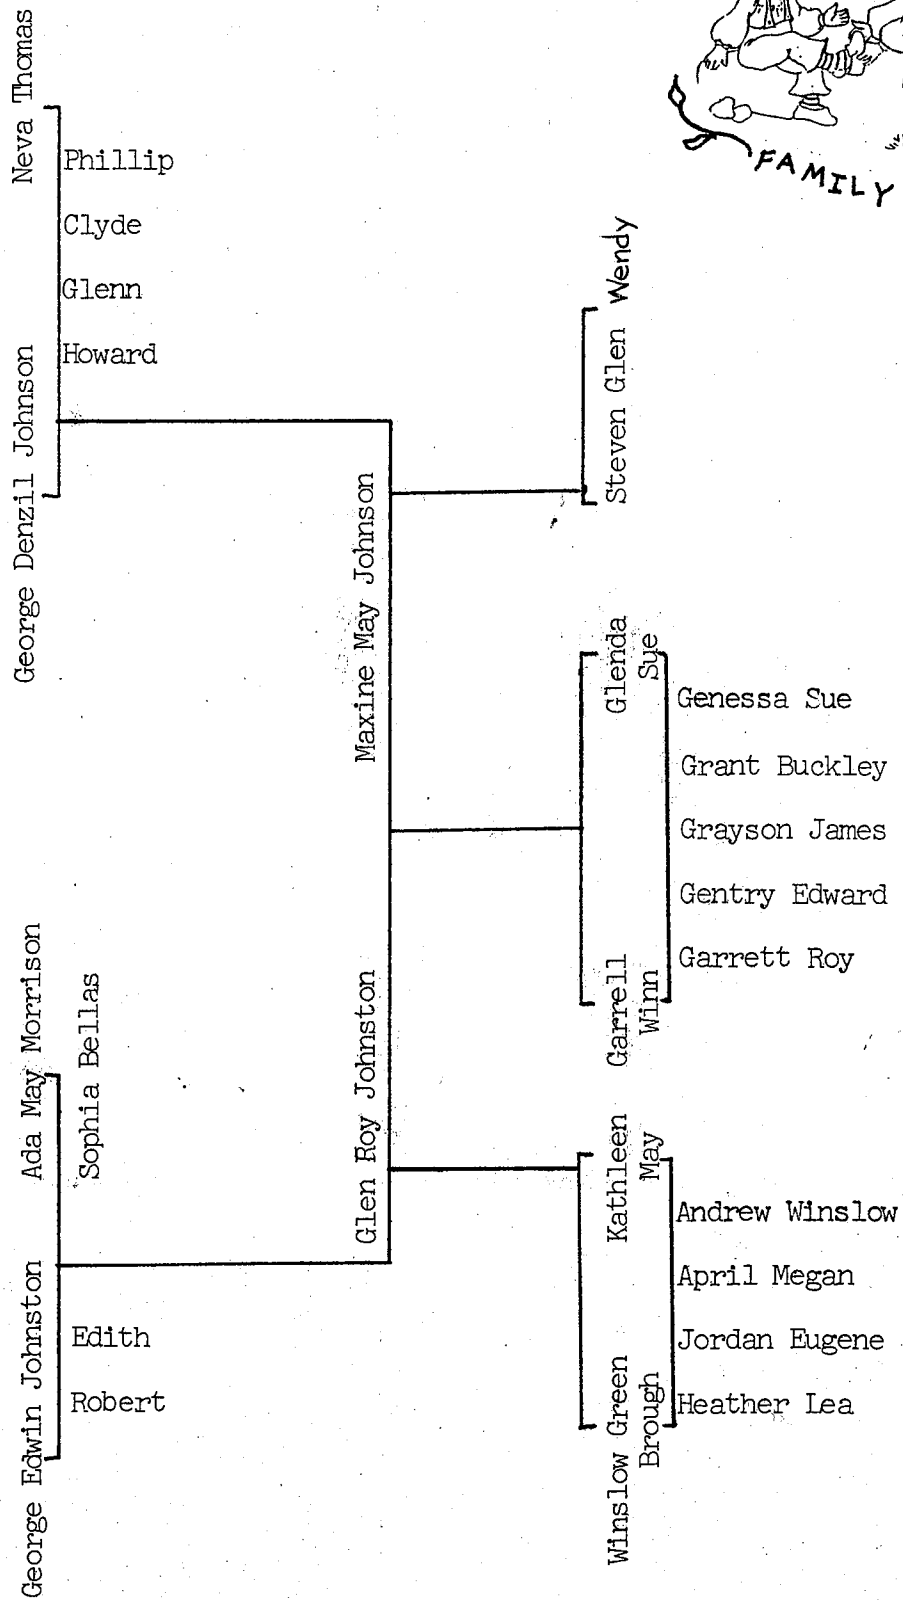 George Edwin Johnston
Ada May Morrison
Sophia Bellas
George Denzil Johnson
Neva Thomas
Robert
Edith
Howard
Glenn
Clyde
Phillip
Glen Roy Johnston
Maxine May Johnson
Winslow Green
Brough
Kathleen
May
Garrell
Winn
Glenda
Sue
Steven Glen
Wendy
Heather Lea
Jordan Eugene
April Megan
Andrew Winslow
Garrett Roy
Gentry Edward
Grayson James
Grant Buckley
Genessa Sue
FAMILY